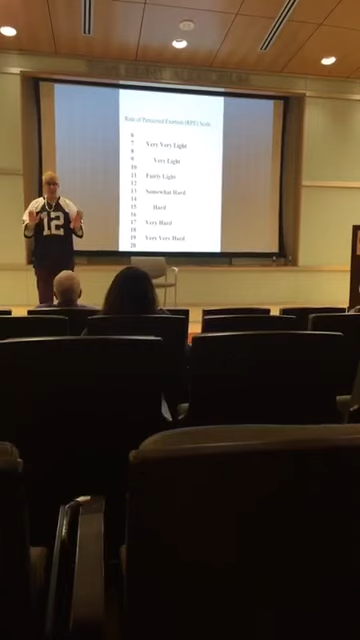 Rate of Perceived Exertion (RPE) Scale
6
7 Very Very Light
8
9 Very Light
10
11 Fairly Light
12
13 Somewhat Hard
14
15 Hard
16
17 Very Hard
18
19 Very Very Hard
20
12